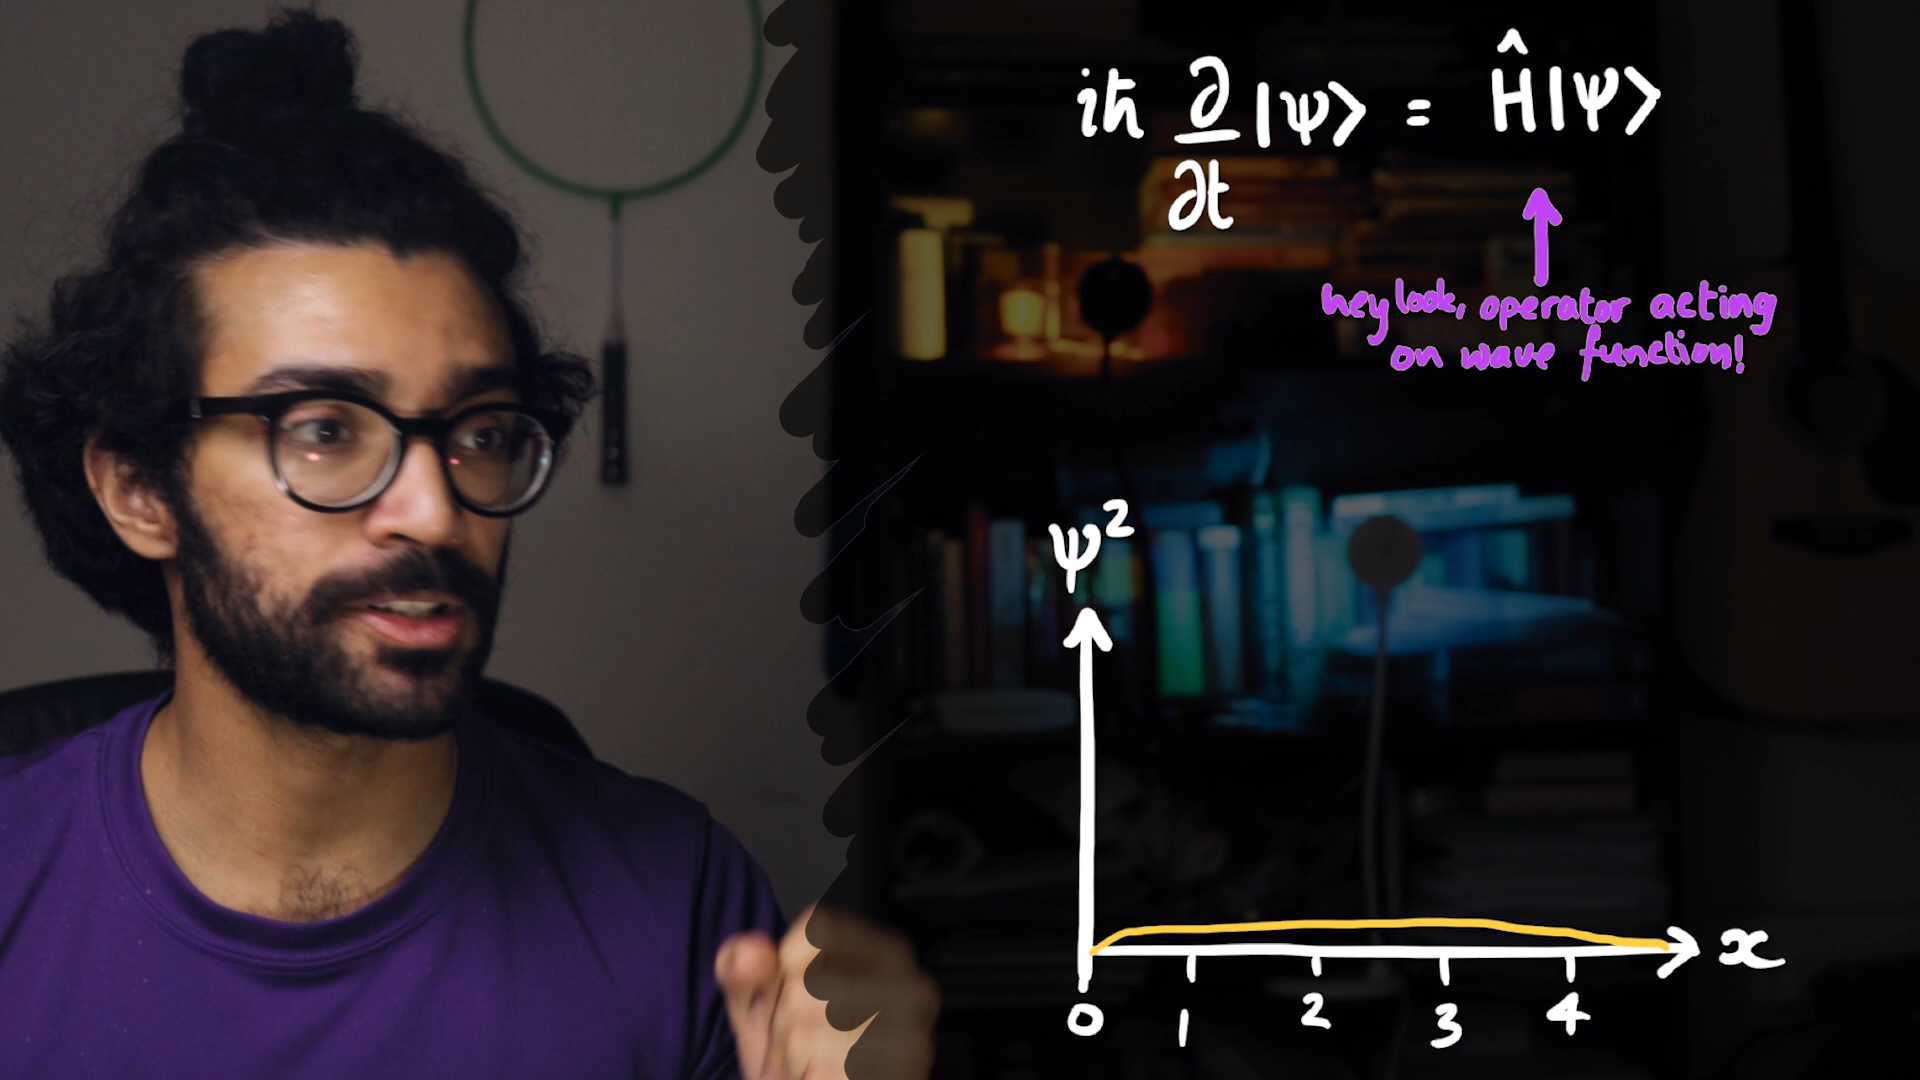 iħ ∂/∂t |ψ⟩ = Ĥ|ψ⟩
hey look, operator acting
on wave function!
ψ²
x
0 1 2 3 4